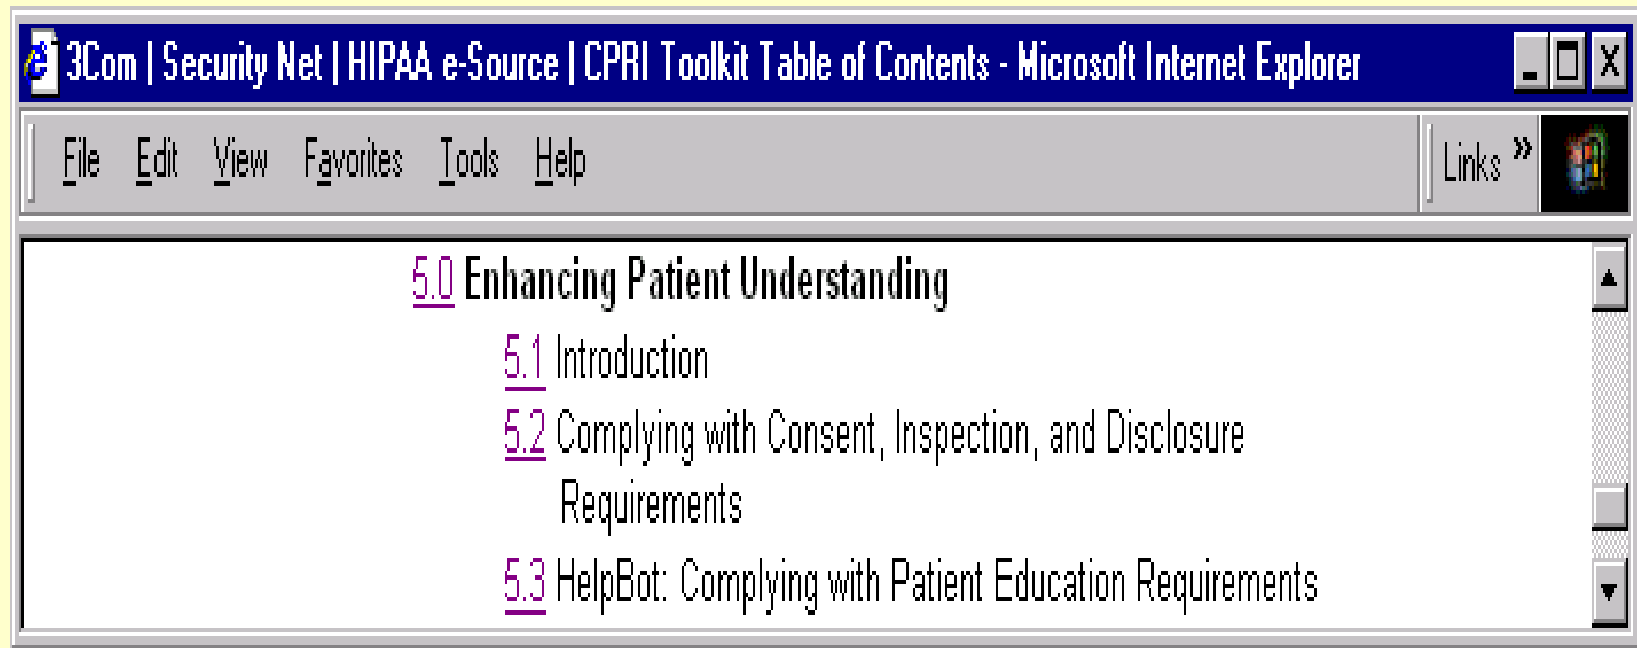 3Com | Security Net | HIPAA e-Source | CPRI Toolkit Table of Contents - Microsoft Internet Explorer
File Edit View Favorites Tools Help Links »
5.0 Enhancing Patient Understanding
5.1 Introduction
5.2 Complying with Consent, Inspection, and Disclosure
Requirements
5.3 HelpBot: Complying with Patient Education Requirements